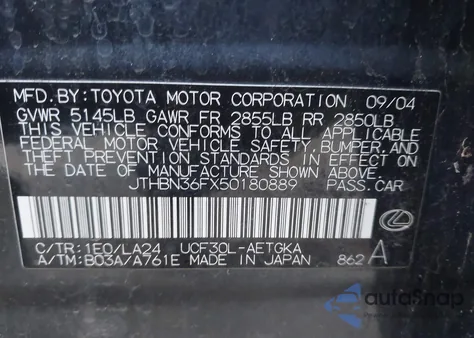 MFD.BY:TOYOTA MOTOR CORPORATION 09/04
GVWR 5145LB GAWR FR 2855LB RR 2850LB
THIS VEHICLE CONFORMS TO ALL APPLICABLE
FEDERAL MOTOR VEHICLE SAFETY,BUMPER,AND
THEFT PREVENTION STANDARDS IN EFFECT ON
THE DATE OF MANUFACTURE SHOWN ABOVE.
JTHBN36FX50180889 PASS.CAR
C/TR:1E0/LA24 UCF30L-AETGKA
A/TM:B03A/A761E MADE IN JAPAN 862 A
autoSnap